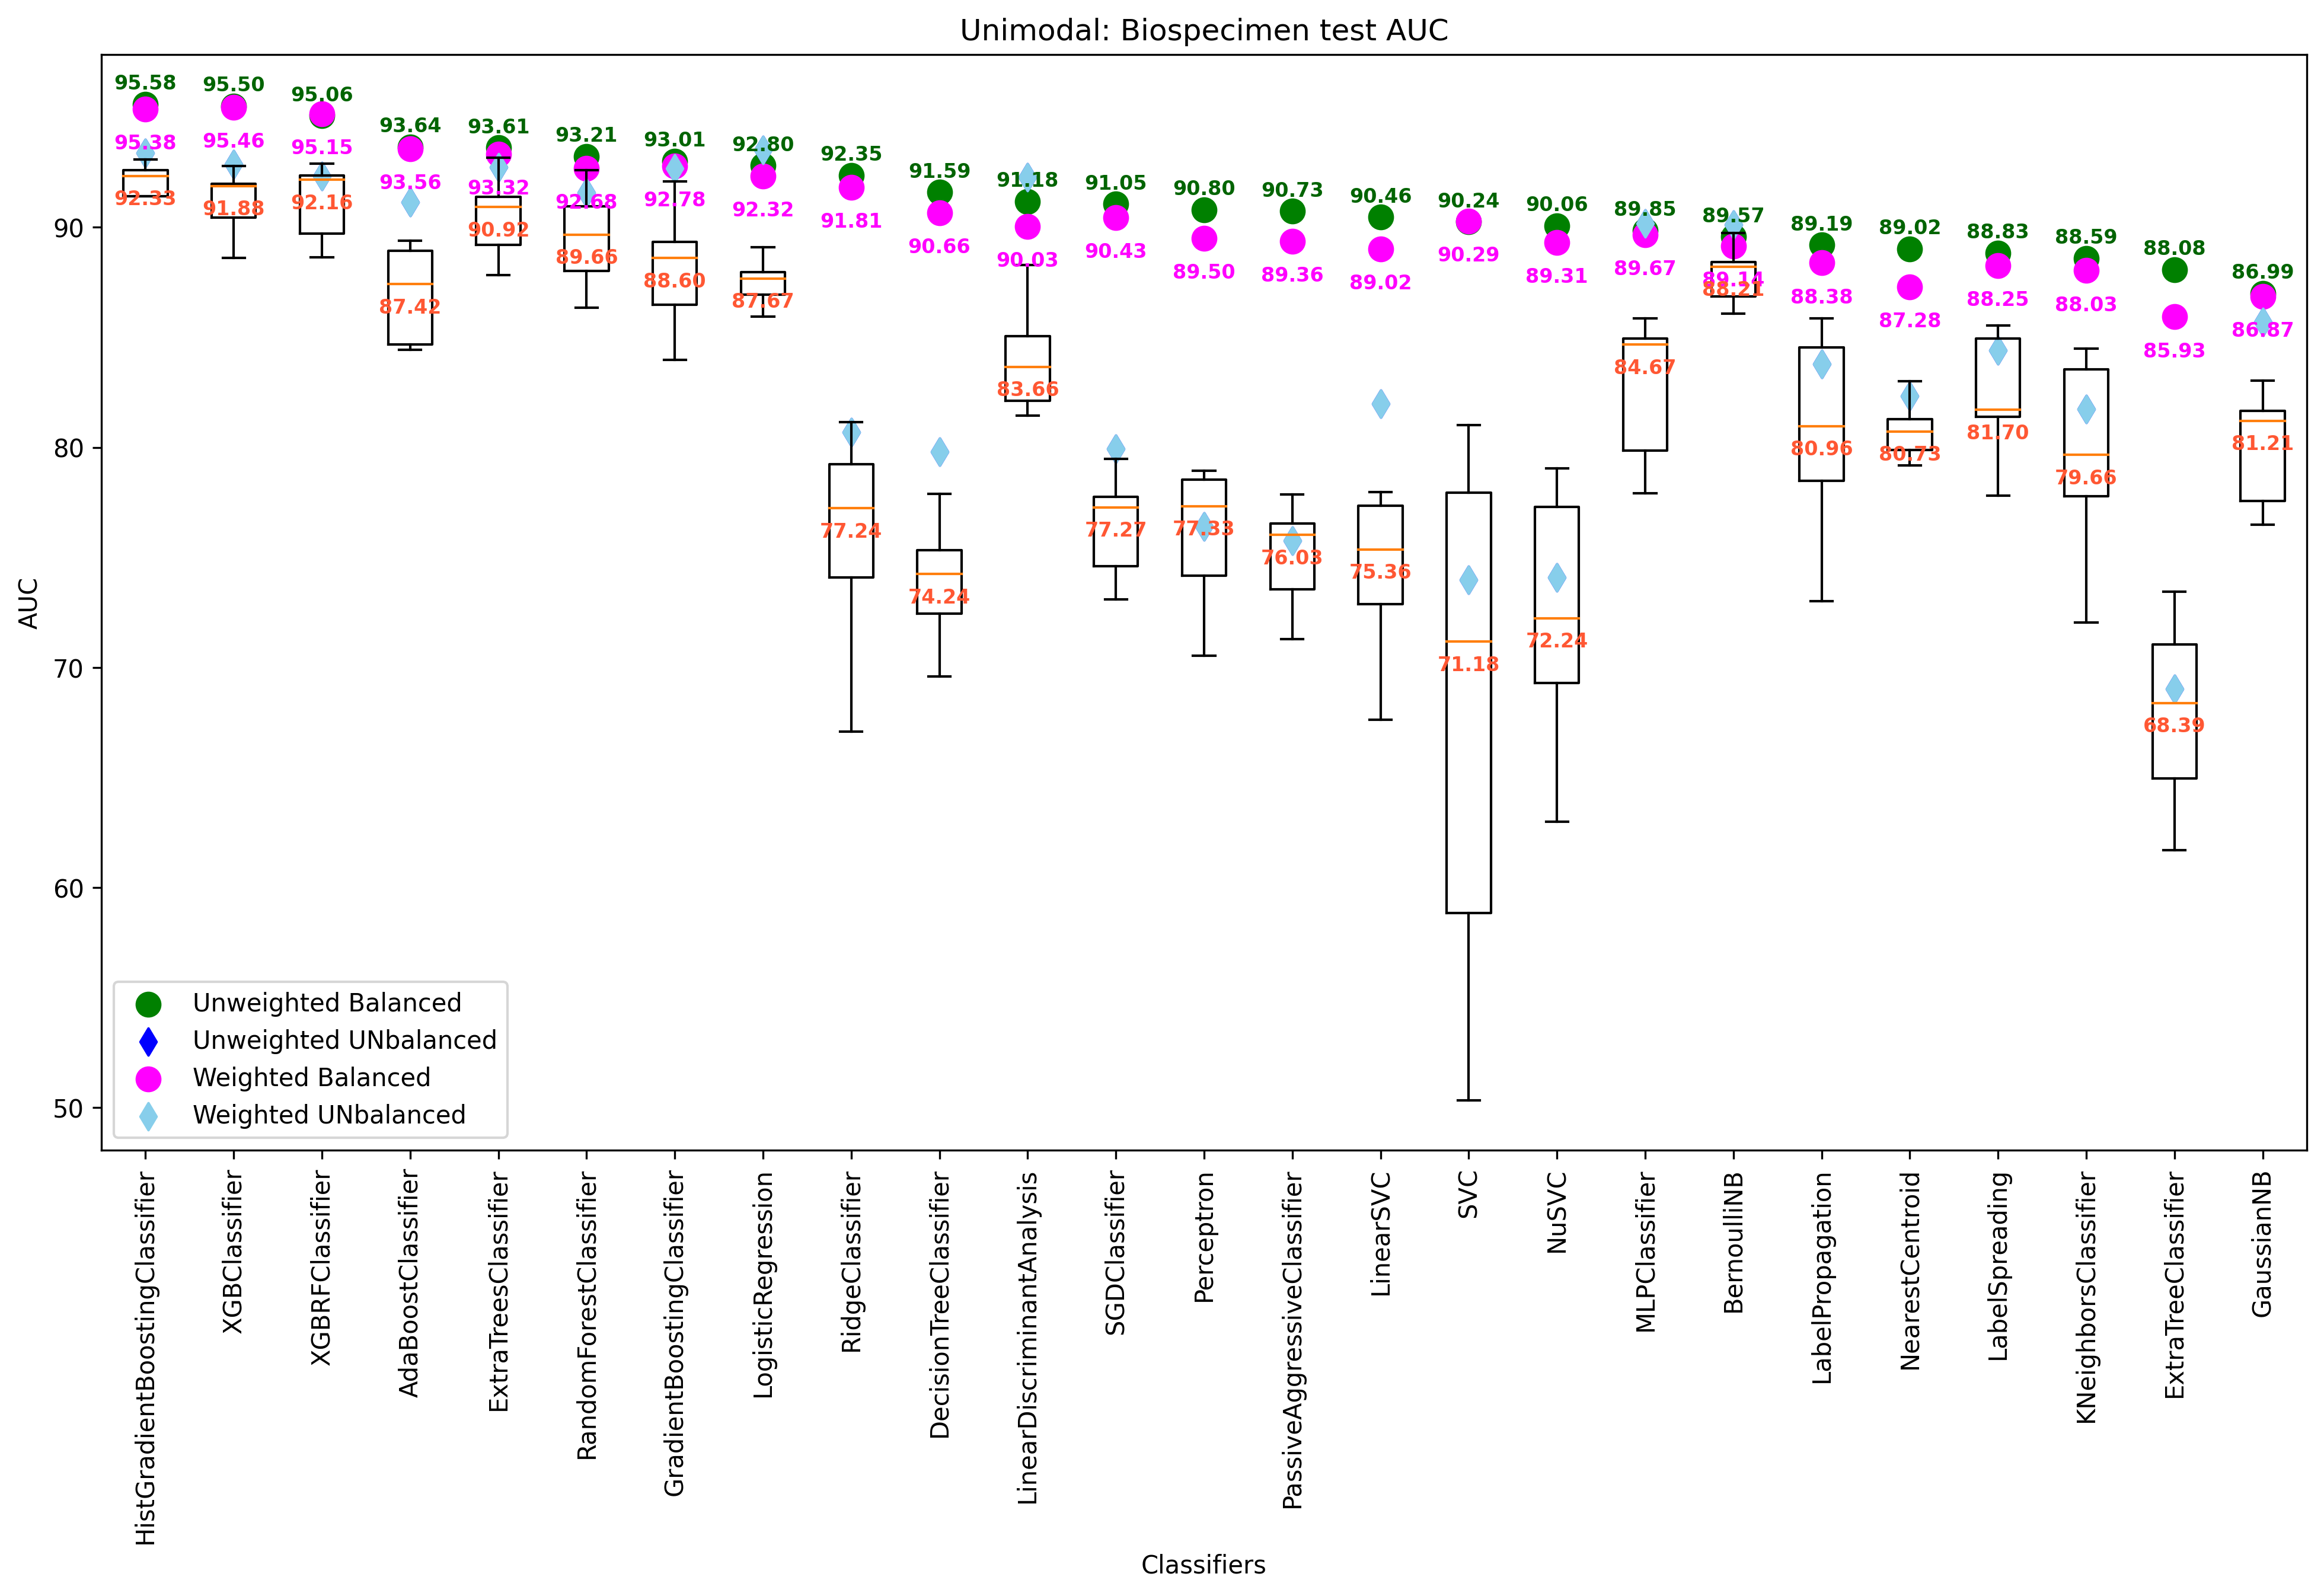 Unimodal: Biospecimen test AUC
95.58
95.50
95.06
93.64
93.61
93.21
93.01
92.80
92.35
91.59
91.18
91.05
90.80
90.73
90.46
90.24
90.06
89.85
89.57
89.19
89.02
88.83
88.59
88.08
86.99
95.38
95.46
95.15
93.56
93.32
92.68
92.78
92.32
91.81
90.66
90.03
90.43
89.50
89.36
89.02
90.29
89.31
89.67
89.14
88.38
87.28
88.25
88.03
85.93
86.87
92.33
91.88
92.16
87.42
90.92
89.66
88.60
87.67
77.24
74.24
83.66
77.27
77.33
76.03
75.36
71.18
72.24
84.67
88.21
80.96
80.73
81.70
79.66
68.39
81.21
AUC
90
80
70
60
50
Unweighted Balanced
Unweighted UNbalanced
Weighted Balanced
Weighted UNbalanced
HistGradientBoostingClassifier
XGBClassifier
XGBRFClassifier
AdaBoostClassifier
ExtraTreesClassifier
RandomForestClassifier
GradientBoostingClassifier
LogisticRegression
RidgeClassifier
DecisionTreeClassifier
LinearDiscriminantAnalysis
SGDClassifier
Perceptron
PassiveAggressiveClassifier
LinearSVC
SVC
NuSVC
MLPClassifier
BernoulliNB
LabelPropagation
NearestCentroid
LabelSpreading
KNeighborsClassifier
ExtraTreeClassifier
GaussianNB
Classifiers